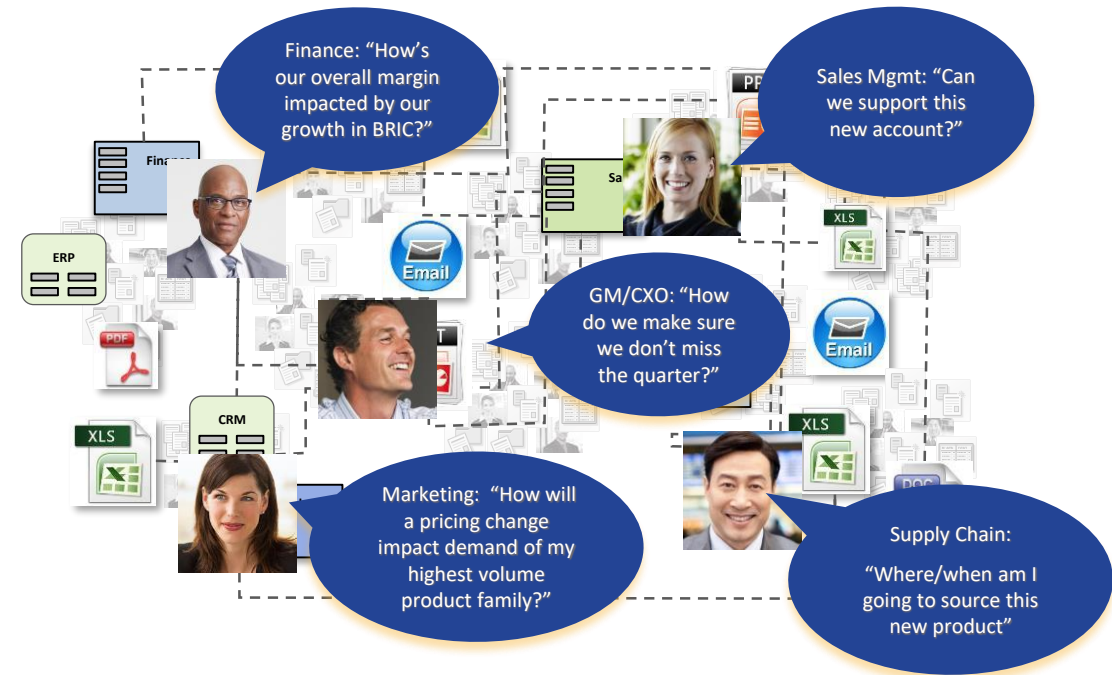 Finance: “How’s
our overall margin
impacted by our
growth in BRIC?”
Sales Mgmt: “Can
we support this
new account?”
Finance
Sa
XLS
ERP
Email
GM/CXO: “How
do we make sure
we don’t miss
the quarter?”
Email
PDF
T
CRM
XLS
XLS
Marketing:  “How will
a pricing change
impact demand of my
highest volume
product family?”
Supply Chain:
“Where/when am I
going to source this
new product”